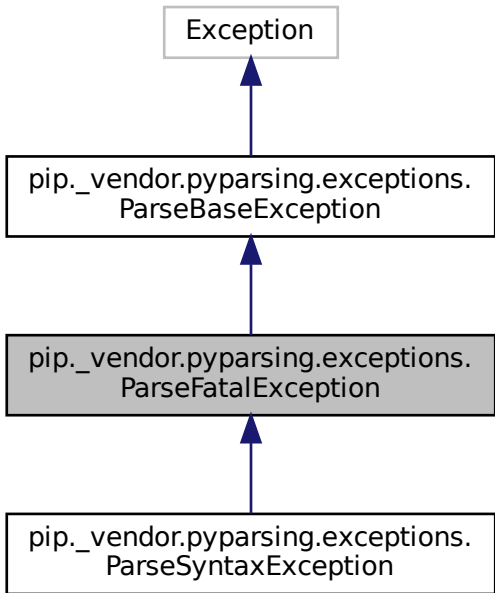 Exception
pip._vendor.pyparsing.exceptions.
ParseBaseException
pip._vendor.pyparsing.exceptions.
ParseFatalException
pip._vendor.pyparsing.exceptions.
ParseSyntaxException